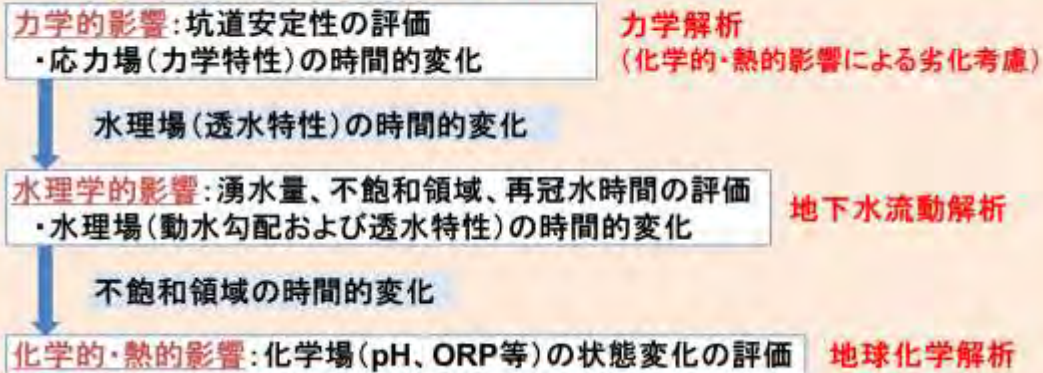 力学的影響:坑道安定性の評価
・応力場(力学特性)の時間的変化
力学解析
(化学的・熱的影響による劣化考慮)
水理場(透水特性)の時間的変化
水理学的影響:湧水量、不飽和領域、再冠水時間の評価
・水理場(動水勾配および透水特性)の時間的変化
地下水流動解析
不飽和領域の時間的変化
化学的・熱的影響:化学場(pH、ORP等)の状態変化の評価
地球化学解析